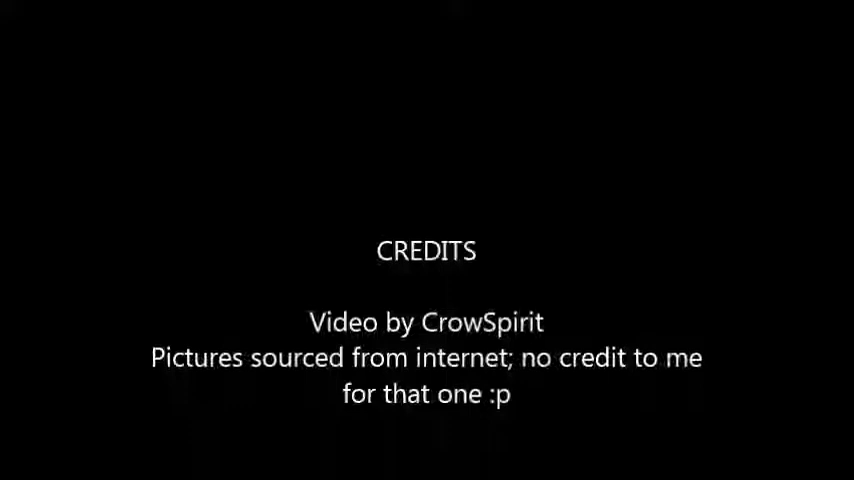 CREDITS
Video by CrowSpirit
Pictures sourced from internet; no credit to me
for that one :p